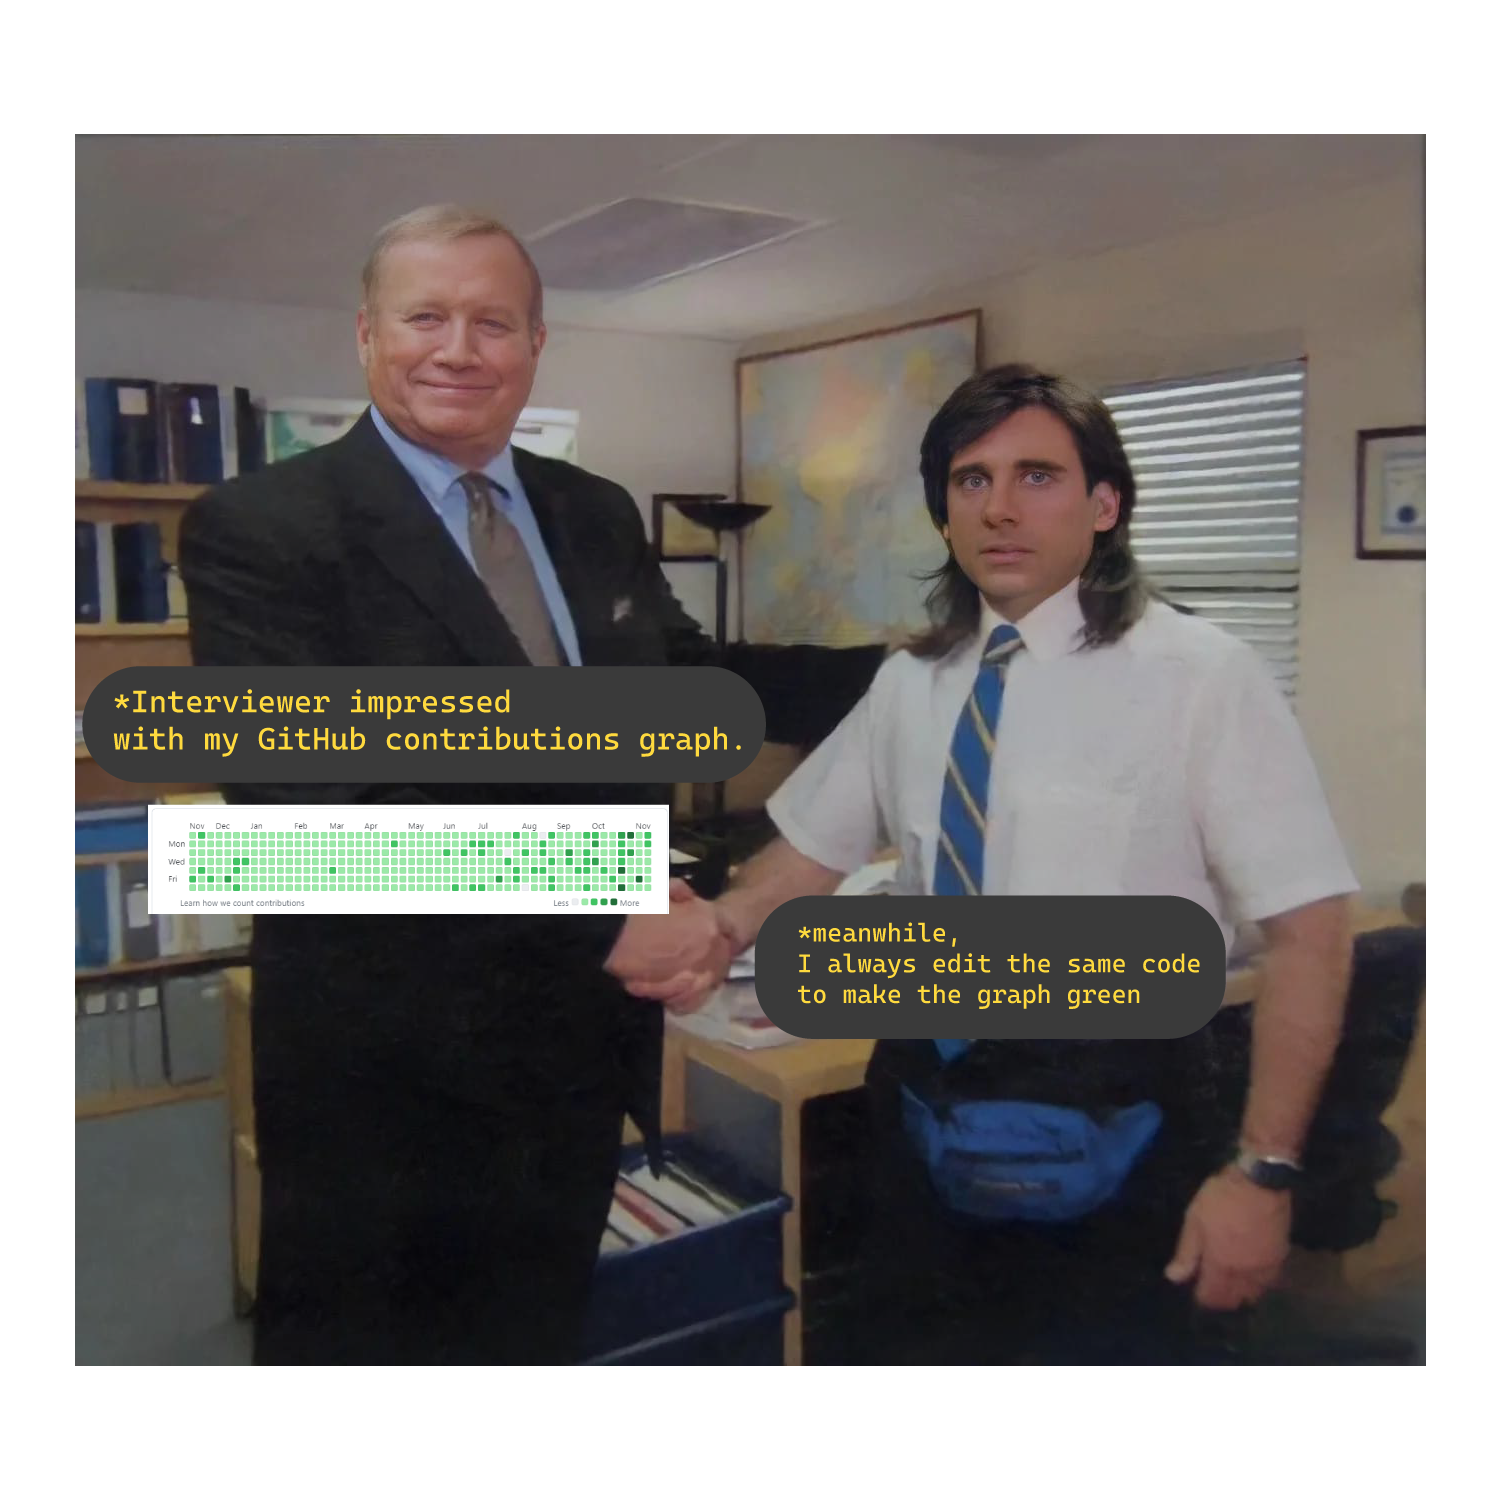 *Interviewer impressed
with my GitHub contributions graph.
Nov Dec Jan Feb Mar Apr May Jun Jul Aug Sep Oct Nov
Mon
Wed
Fri
Learn how we count contributions Less More
*meanwhile,
I always edit the same code
to make the graph green